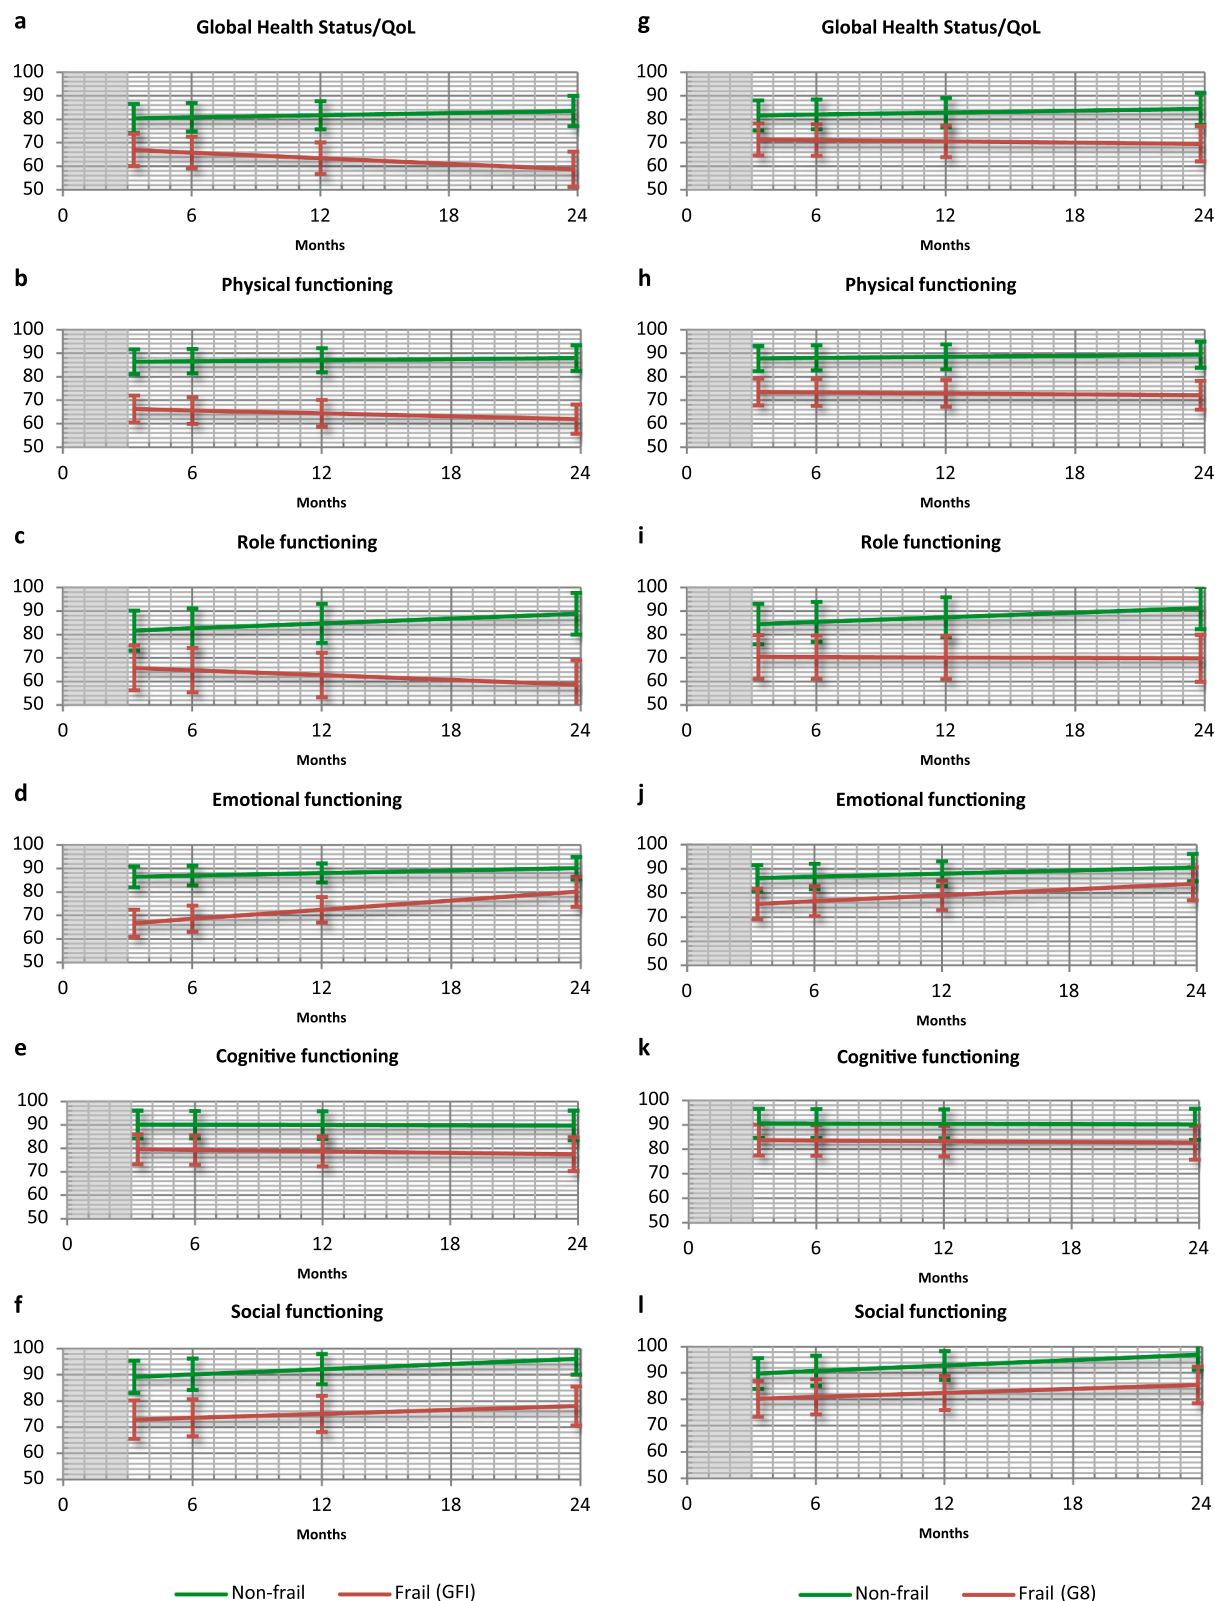 a
Global Health Status/QoL
100
90
80
70
60
50
0 6 12 18 24
Months
b
Physical functioning
100
90
80
70
60
50
0 6 12 18 24
Months
c
Role functioning
100
90
80
70
60
50
0 6 12 18 24
Months
d
Emotional functioning
100
90
80
70
60
50
0 6 12 18 24
Months
e
Cognitive functioning
100
90
80
70
60
50
0 6 12 18 24
Months
f
Social functioning
100
90
80
70
60
50
0 6 12 18 24
Months
Non-frail Frail (GFI)
g
Global Health Status/QoL
100
90
80
70
60
50
0 6 12 18 24
Months
h
Physical functioning
100
90
80
70
60
50
0 6 12 18 24
Months
i
Role functioning
100
90
80
70
60
50
0 6 12 18 24
Months
j
Emotional functioning
100
90
80
70
60
50
0 6 12 18 24
Months
k
Cognitive functioning
100
90
80
70
60
50
0 6 12 18 24
Months
l
Social functioning
100
90
80
70
60
50
0 6 12 18 24
Months
Non-frail Frail (G8)